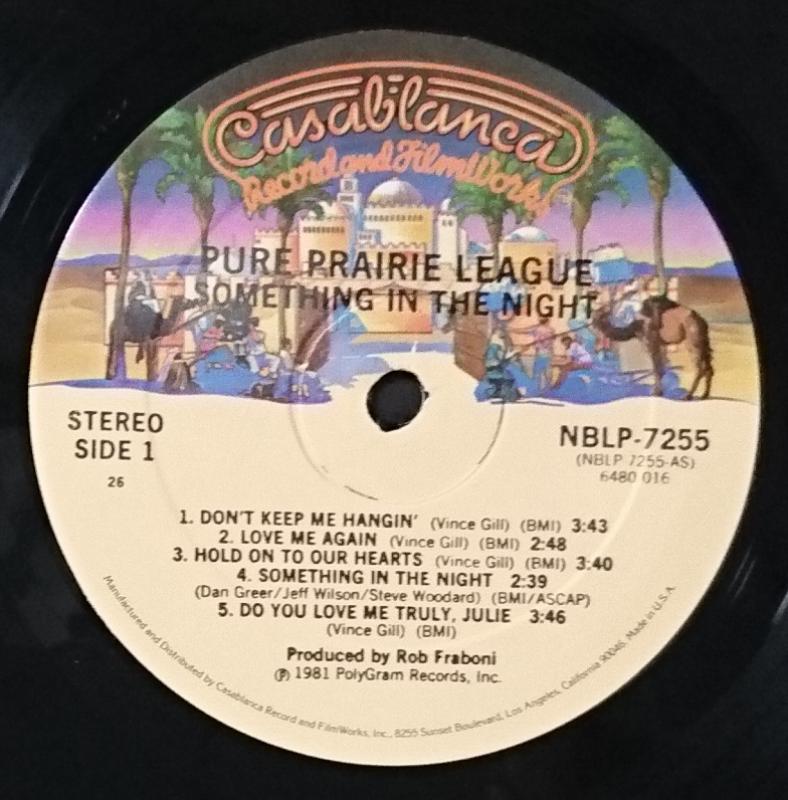 Casablanca
Record and FilmWorks
PURE PRAIRIE LEAGUE
SOMETHING IN THE NIGHT
STEREO
SIDE 1
26
NBLP-7255
(NBLP 7255-AS)
6480 016
1. DON'T KEEP ME HANGIN' (Vince Gill) (BMI) 3:43
2. LOVE ME AGAIN (Vince Gill) (BMI) 2:48
3. HOLD ON TO OUR HEARTS (Vince Gill) (BMI) 3:40
4. SOMETHING IN THE NIGHT 2:39
(Dan Greer/Jeff Wilson/Steve Woodard) (BMI/ASCAP)
5. DO YOU LOVE ME TRULY, JULIE 3:46
(Vince Gill) (BMI)
Produced by Rob Fraboni
℗ 1981 PolyGram Records, Inc.
Manufactured and Distributed by Casablanca Record and FilmWorks, Inc., 8255 Sunset Boulevard, Los Angeles, California 90046. Made in U.S.A.